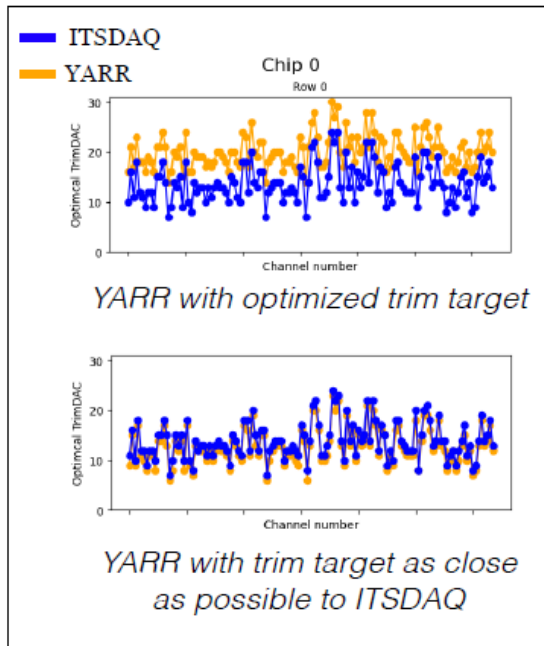 ITSDAQ
YARR
Chip 0
Row 0
30
20
10
0
Optimcal TrimDAC
Channel number
YARR with optimized trim target
30
20
10
0
Optimcal TrimDAC
Channel number
YARR with trim target as close
as possible to ITSDAQ